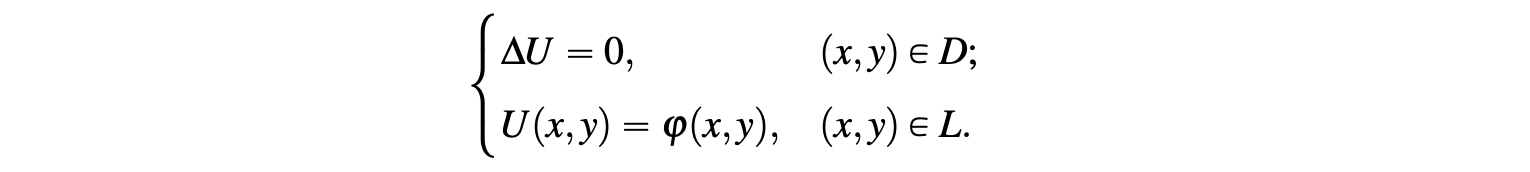 ΔU = 0, (x,y) ∈ D;
U(x,y) = φ(x,y), (x,y) ∈ L.